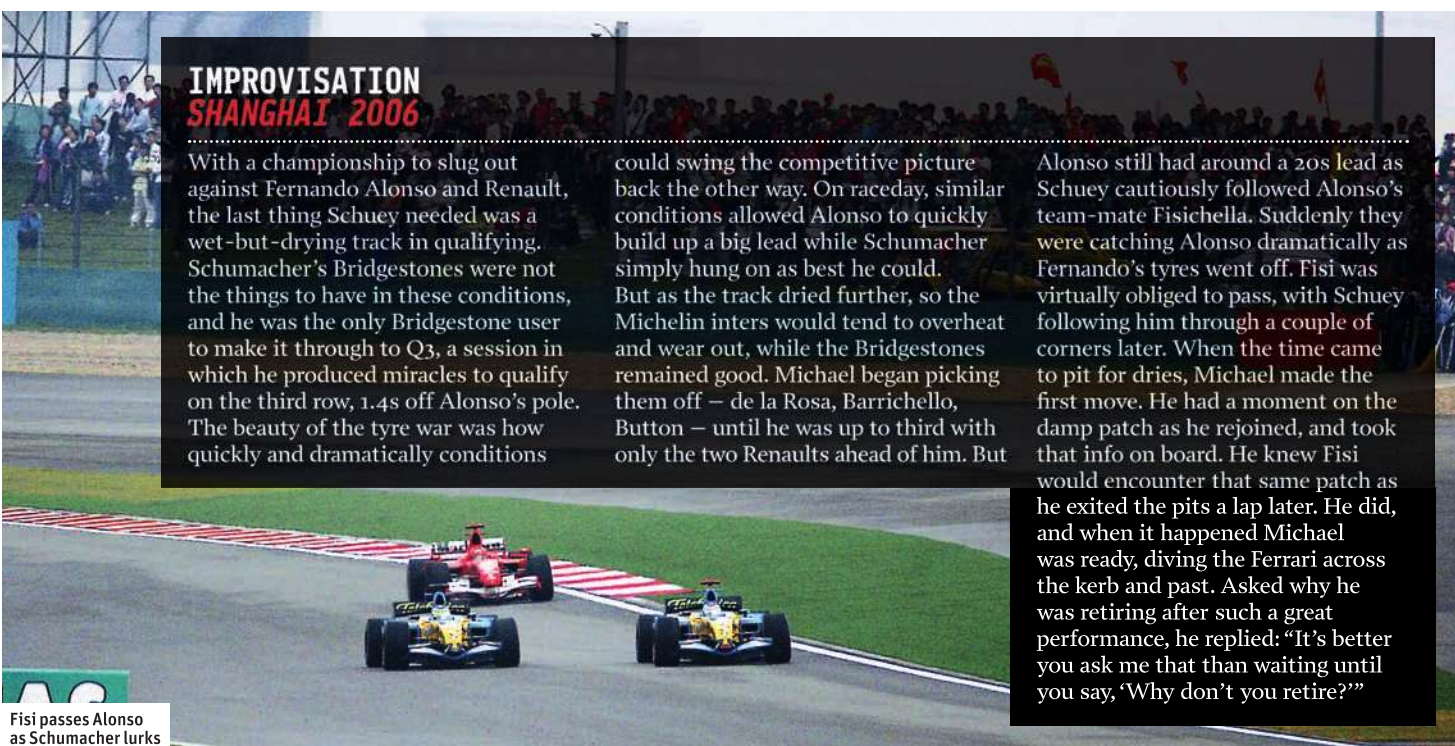 IMPROVISATION
SHANGHAI 2006
With a championship to slug out
against Fernando Alonso and Renault,
the last thing Schuey needed was a
wet-but-drying track in qualifying.
Schumacher’s Bridgestones were not
the things to have in these conditions,
and he was the only Bridgestone user
to make it through to Q3, a session in
which he produced miracles to qualify
on the third row, 1.4s off Alonso’s pole.
The beauty of the tyre war was how
quickly and dramatically conditions
could swing the competitive picture
back the other way. On raceday, similar
conditions allowed Alonso to quickly
build up a big lead while Schumacher
simply hung on as best he could.
But as the track dried further, so the
Michelin inters would tend to overheat
and wear out, while the Bridgestones
remained good. Michael began picking
them off – de la Rosa, Barrichello,
Button – until he was up to third with
only the two Renaults ahead of him. But
Alonso still had around a 20s lead as
Schuey cautiously followed Alonso’s
team-mate Fisichella. Suddenly they
were catching Alonso dramatically as
Fernando’s tyres went off. Fisi was
virtually obliged to pass, with Schuey
following him through a couple of
corners later. When the time came
to pit for dries, Michael made the
first move. He had a moment on the
damp patch as he rejoined, and took
that info on board. He knew Fisi
would encounter that same patch as
he exited the pits a lap later. He did,
and when it happened Michael
was ready, diving the Ferrari across
the kerb and past. Asked why he
was retiring after such a great
performance, he replied: “It’s better
you ask me that than waiting until
you say, ‘Why don’t you retire?’”
Fisi passes Alonso
as Schumacher lurks